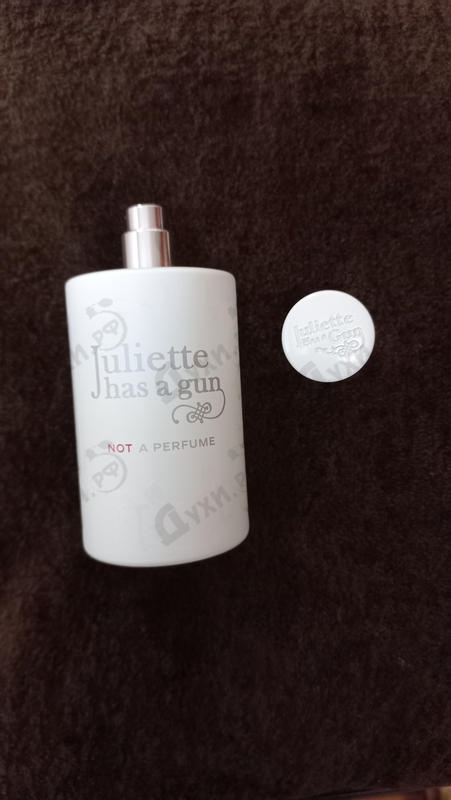 Juliette
has a gun
NOT A PERFUME
Juliette
Has A Gun
Духи.рф